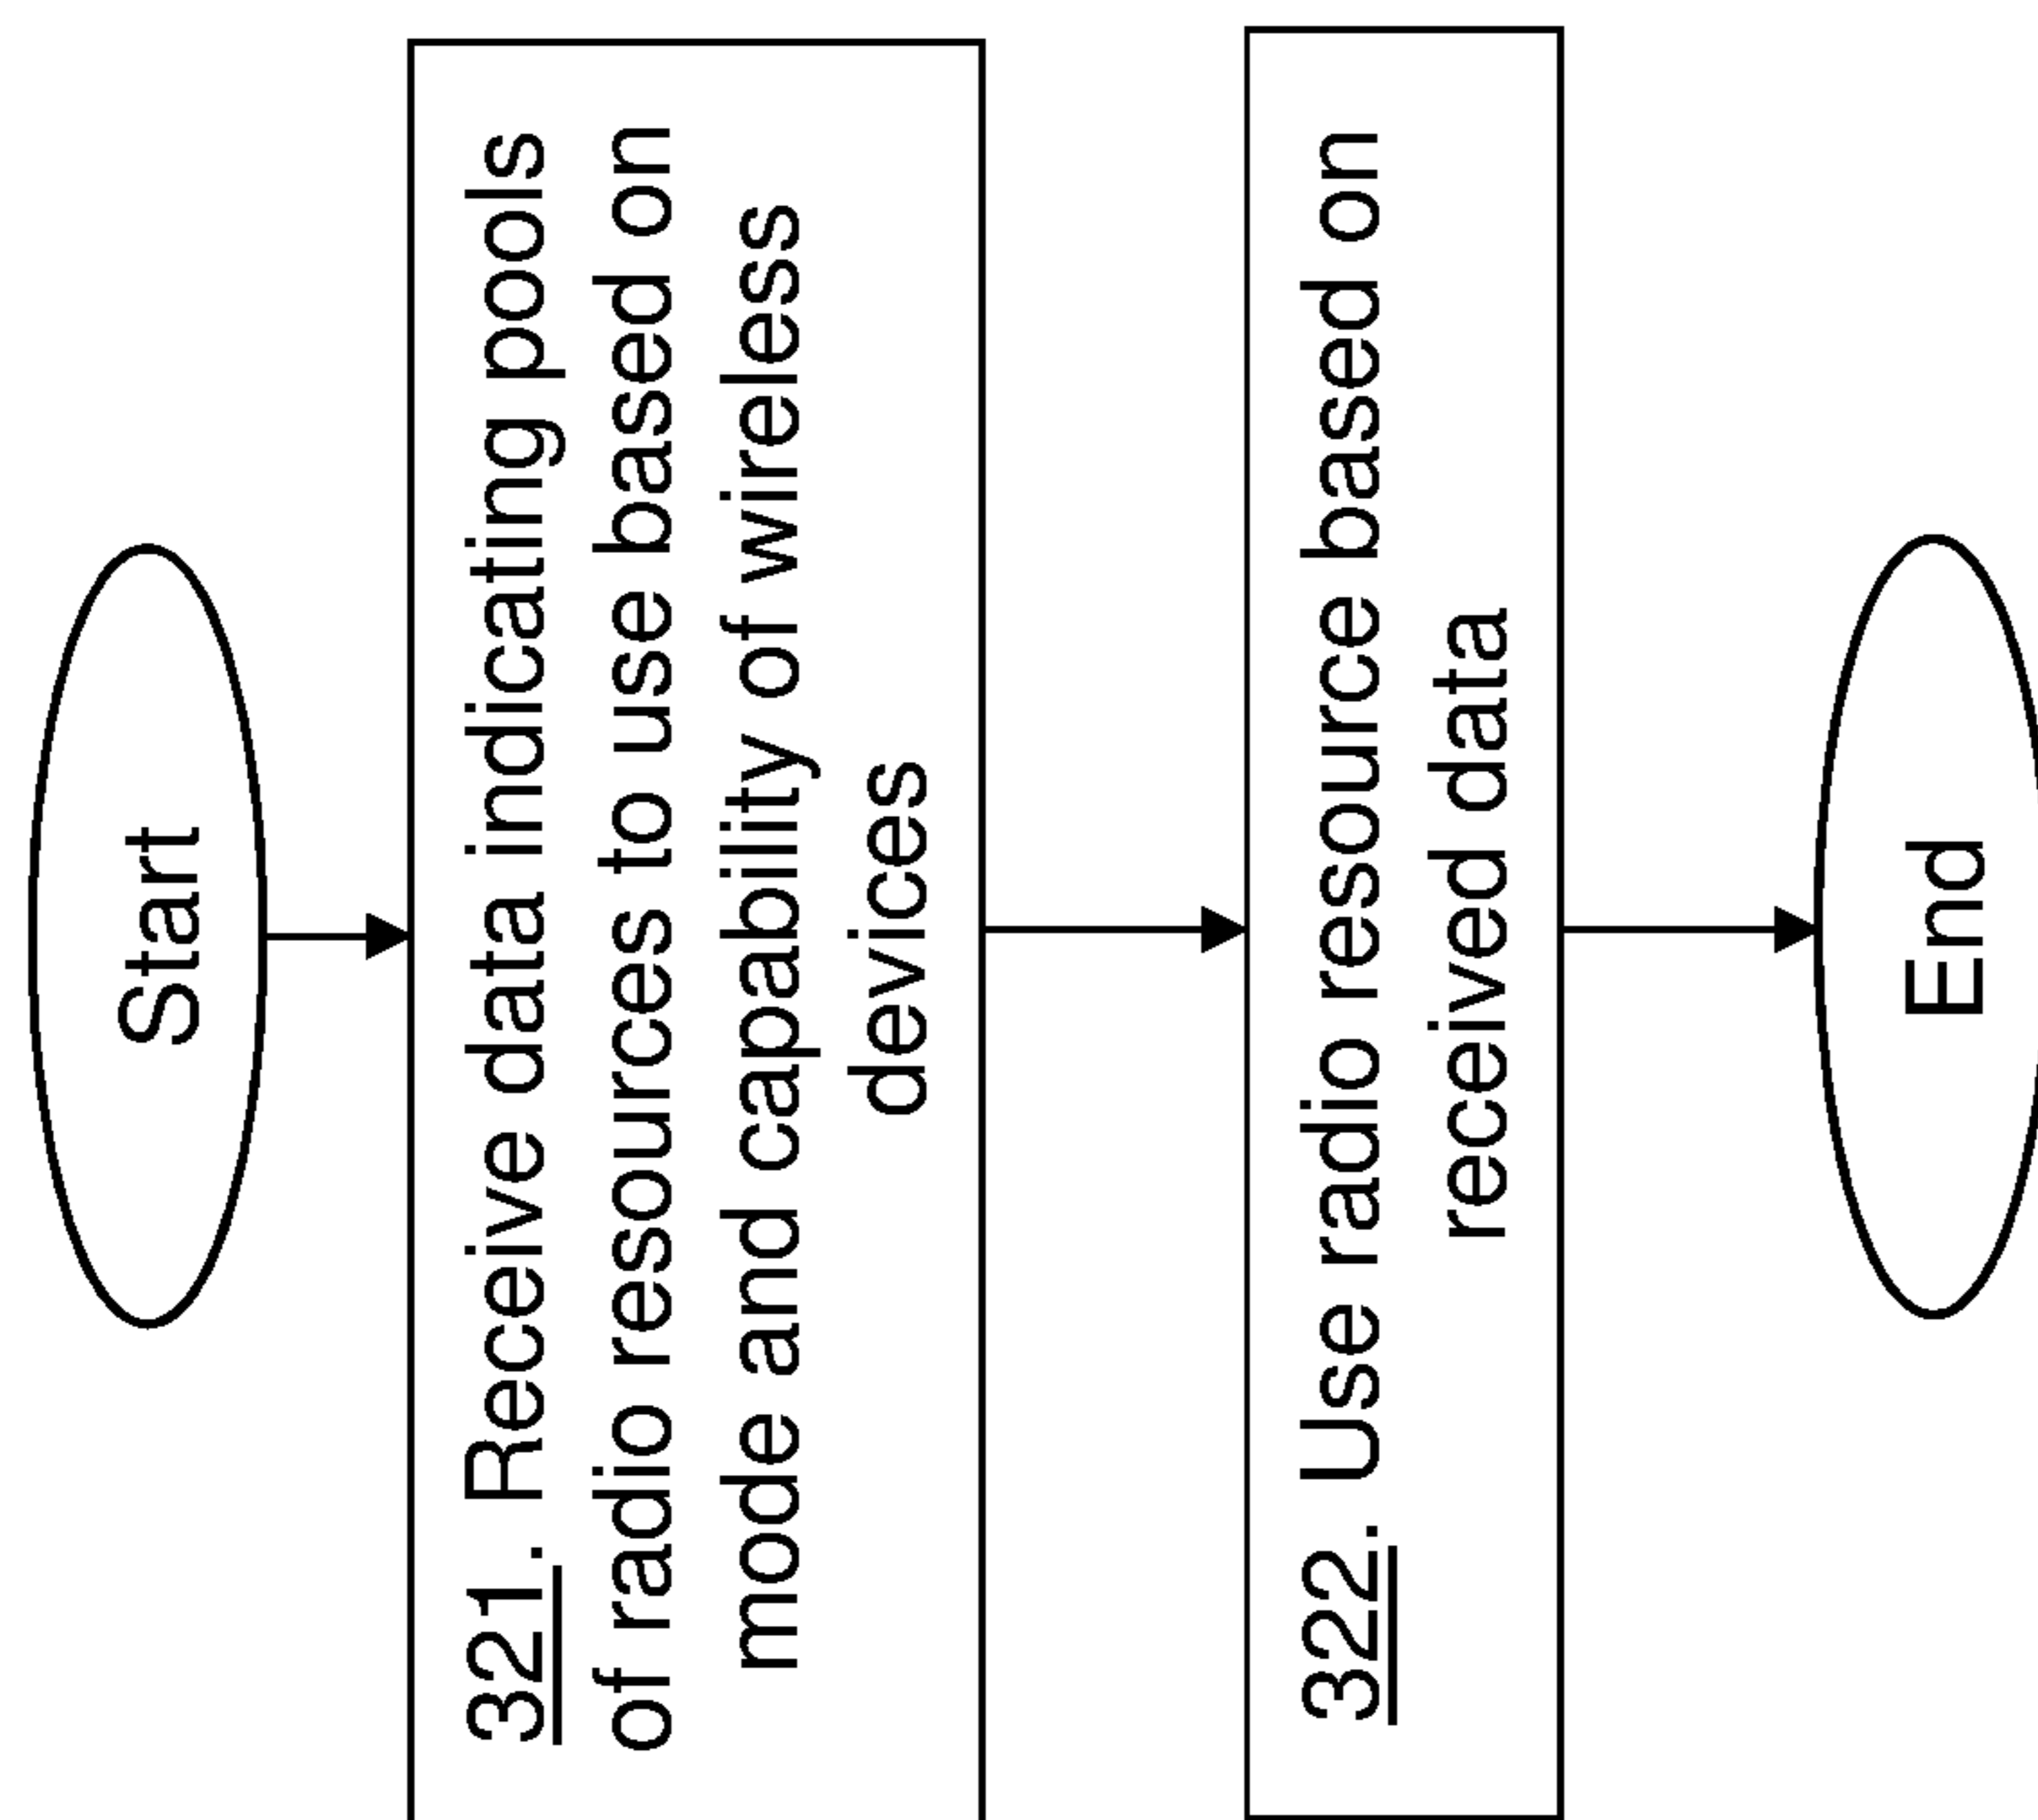 Start
321. Receive data indicating pools
of radio resources to use based on
mode and capability of wireless
devices
322. Use radio resource based on
received data
End